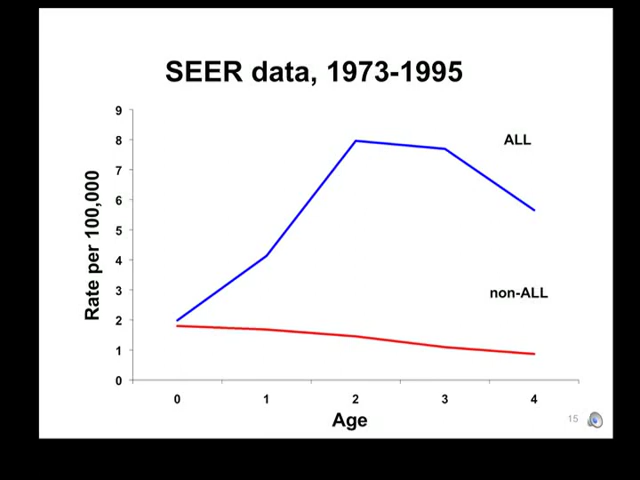 SEER data, 1973-1995
Rate per 100,000
9
8
7
6
5
4
3
2
1
0
ALL
non-ALL
0 1 2 3 4
Age
15